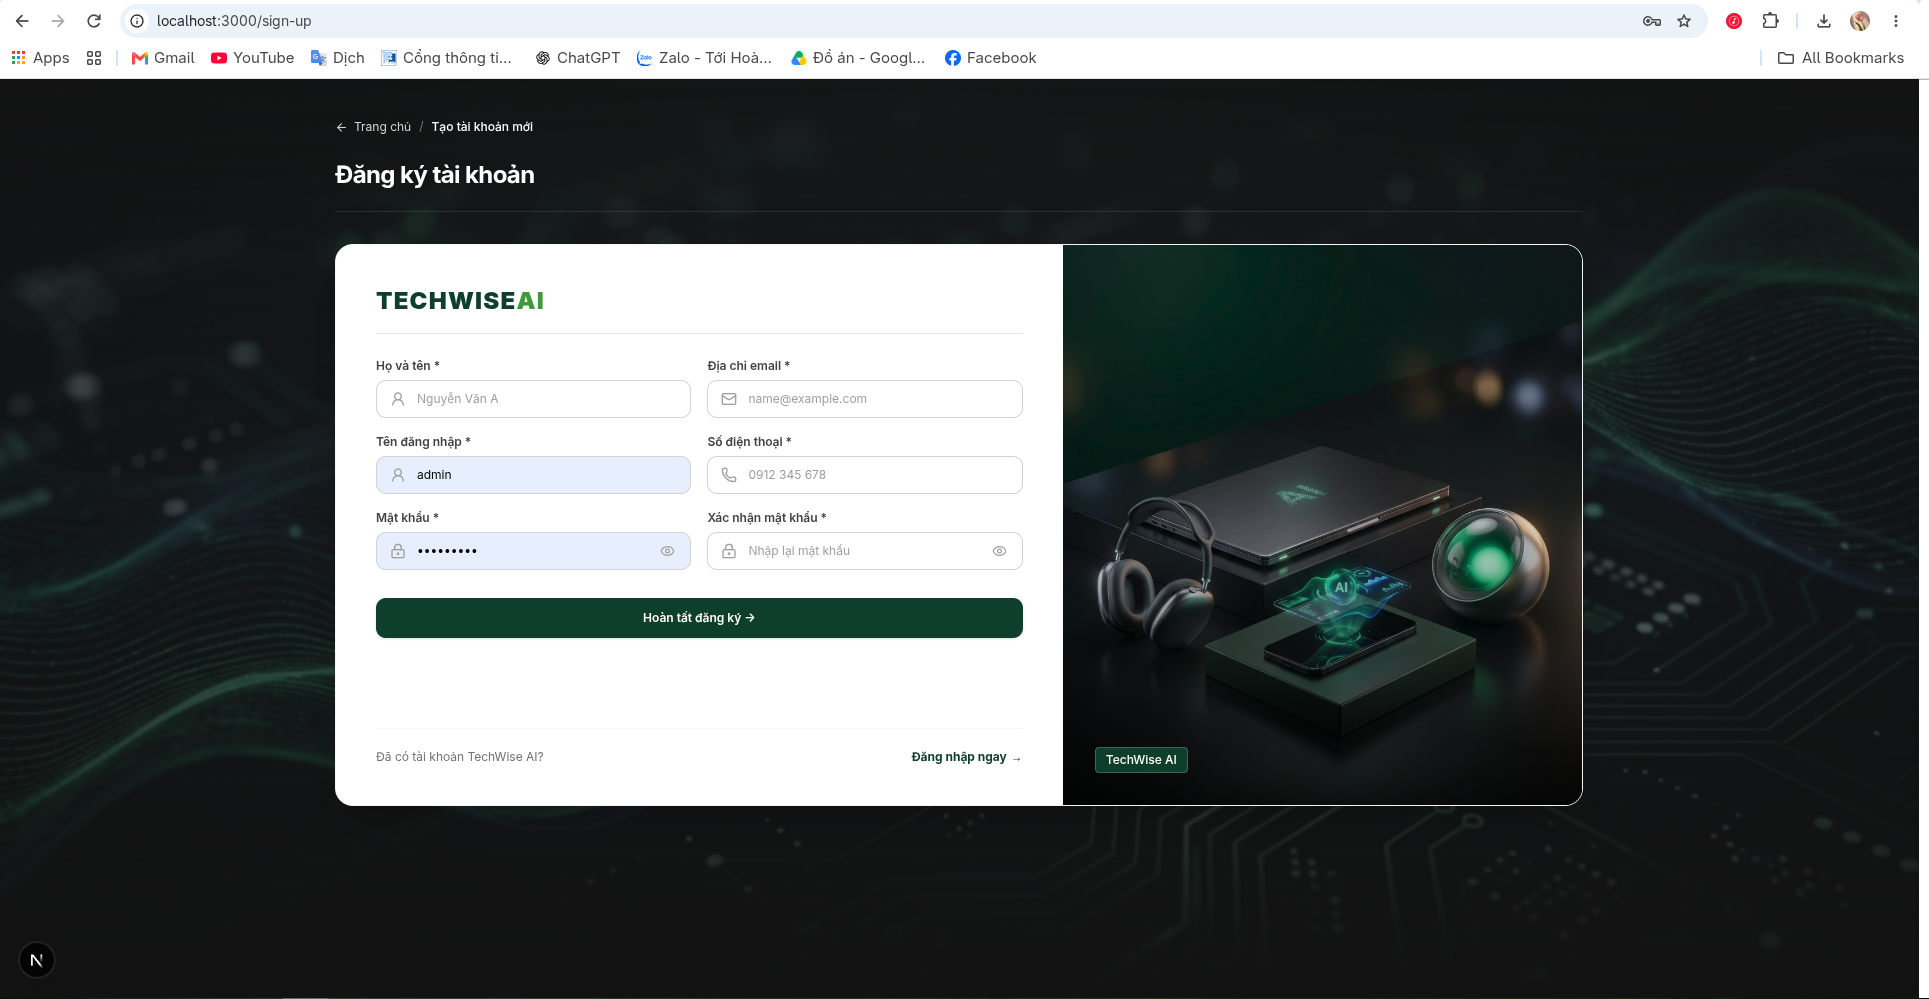 localhost:3000/sign-up
Apps Gmail YouTube Dịch Cổng thông ti... ChatGPT Zalo - Tới Hoà... Đồ án - Googl... Facebook All Bookmarks
← Trang chủ / Tạo tài khoản mới
Đăng ký tài khoản
TECHWISEAI
Họ và tên * Địa chỉ email *
Nguyễn Văn A name@example.com
Tên đăng nhập * Số điện thoại *
admin 0912 345 678
Mật khẩu * Xác nhận mật khẩu *
••••••••• Nhập lại mật khẩu
Hoàn tất đăng ký →
Đã có tài khoản TechWise AI? Đăng nhập ngay →
AI
AI
TechWise AI
N